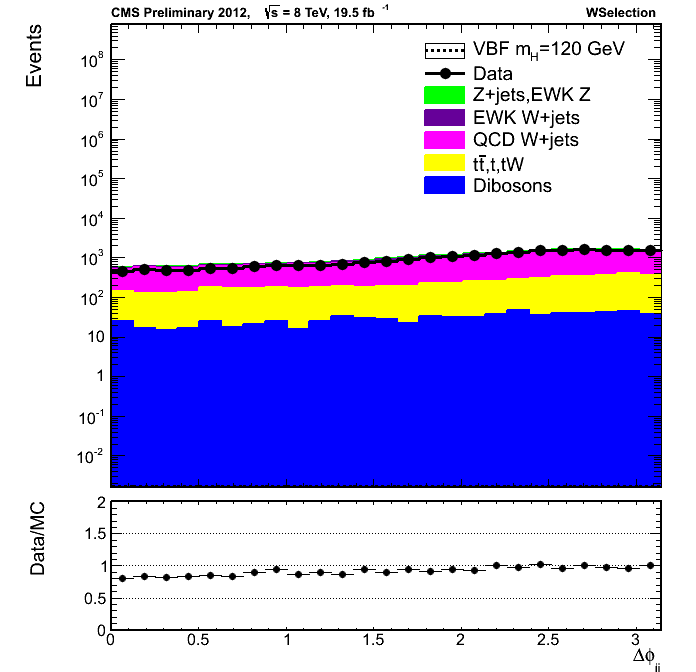 CMS Preliminary 2012, √s = 8 TeV, 19.5 fb⁻¹ WSelection
Events
VBF m_H=120 GeV
Data
Z+jets,EWK Z
EWK W+jets
QCD W+jets
tt̄,t,tW
Dibosons
10⁸
10⁷
10⁶
10⁵
10⁴
10³
10²
10
1
10⁻¹
10⁻²
Data/MC
2
1.5
1
0.5
0
0 0.5 1 1.5 2 2.5 3
Δϕ_jj